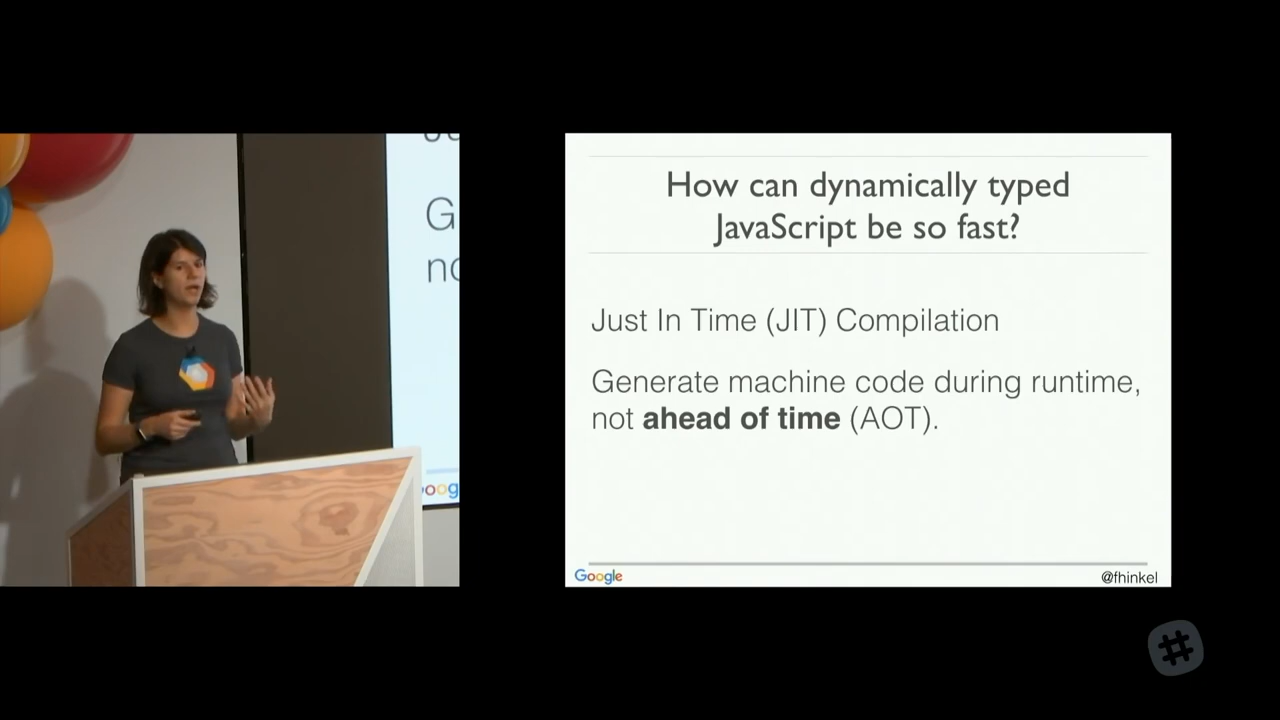 How can dynamically typed
JavaScript be so fast?
Just In Time (JIT) Compilation
Generate machine code during runtime,
not ahead of time (AOT).
Google
@fhinkel